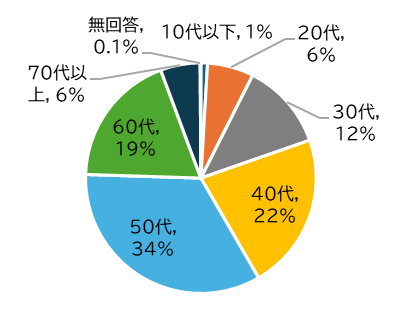 無回答,
0.1%
10代以下, 1%
20代,
6%
30代,
12%
40代,
22%
50代,
34%
60代,
19%
70代以
上, 6%